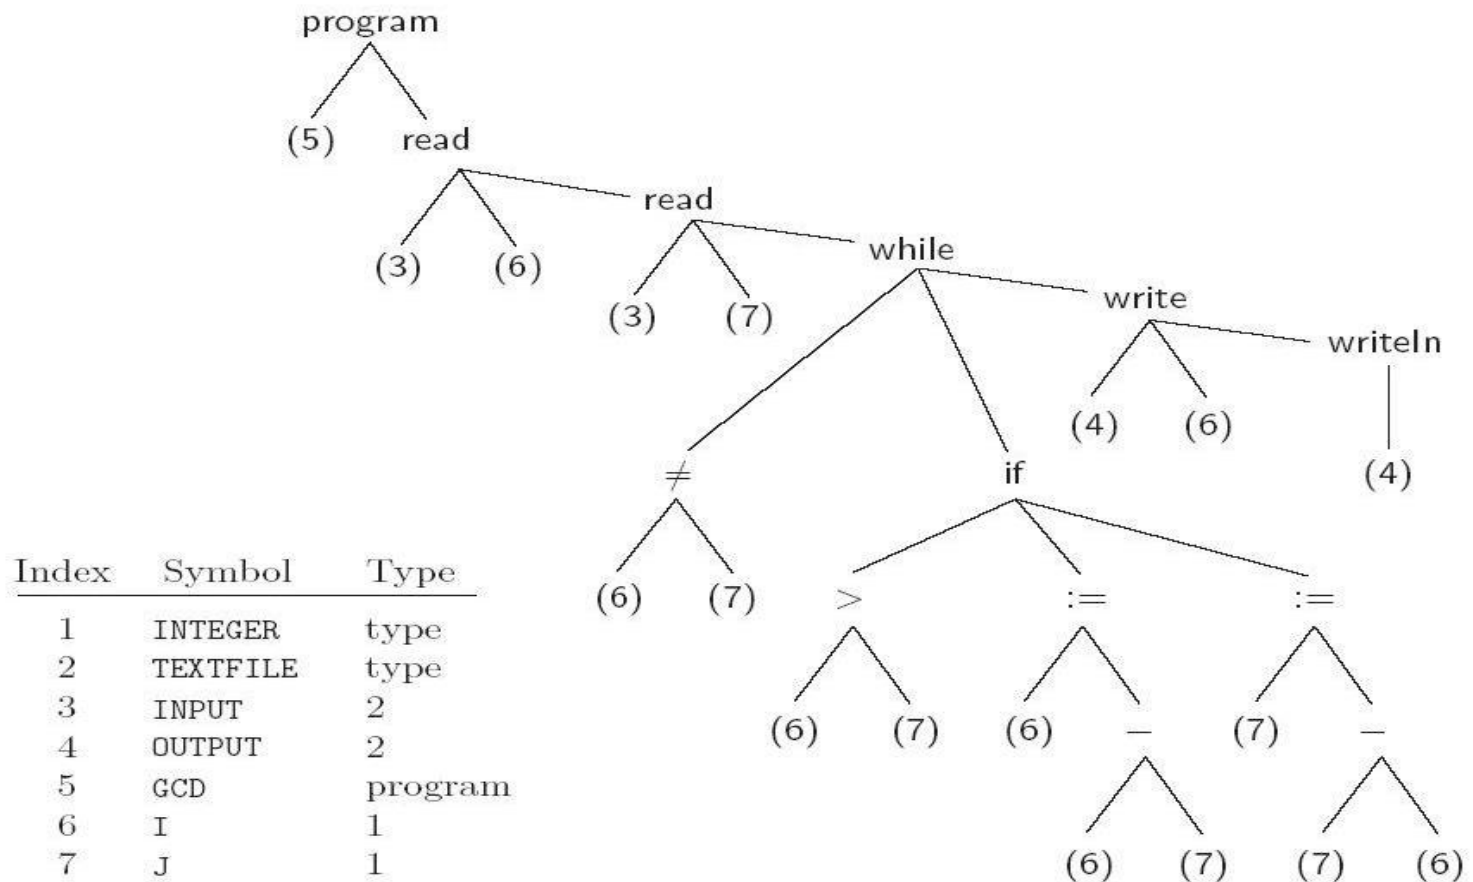 program
(5) read
read
(3) (6)
while
(3) (7)
write
writeln
(4) (6)
≠ if
(4)
(6) (7) > := :=
(6) (7) (6) − (7) −
(6) (7) (7) (6)
Index Symbol Type
1 INTEGER type
2 TEXTFILE type
3 INPUT 2
4 OUTPUT 2
5 GCD program
6 I 1
7 J 1